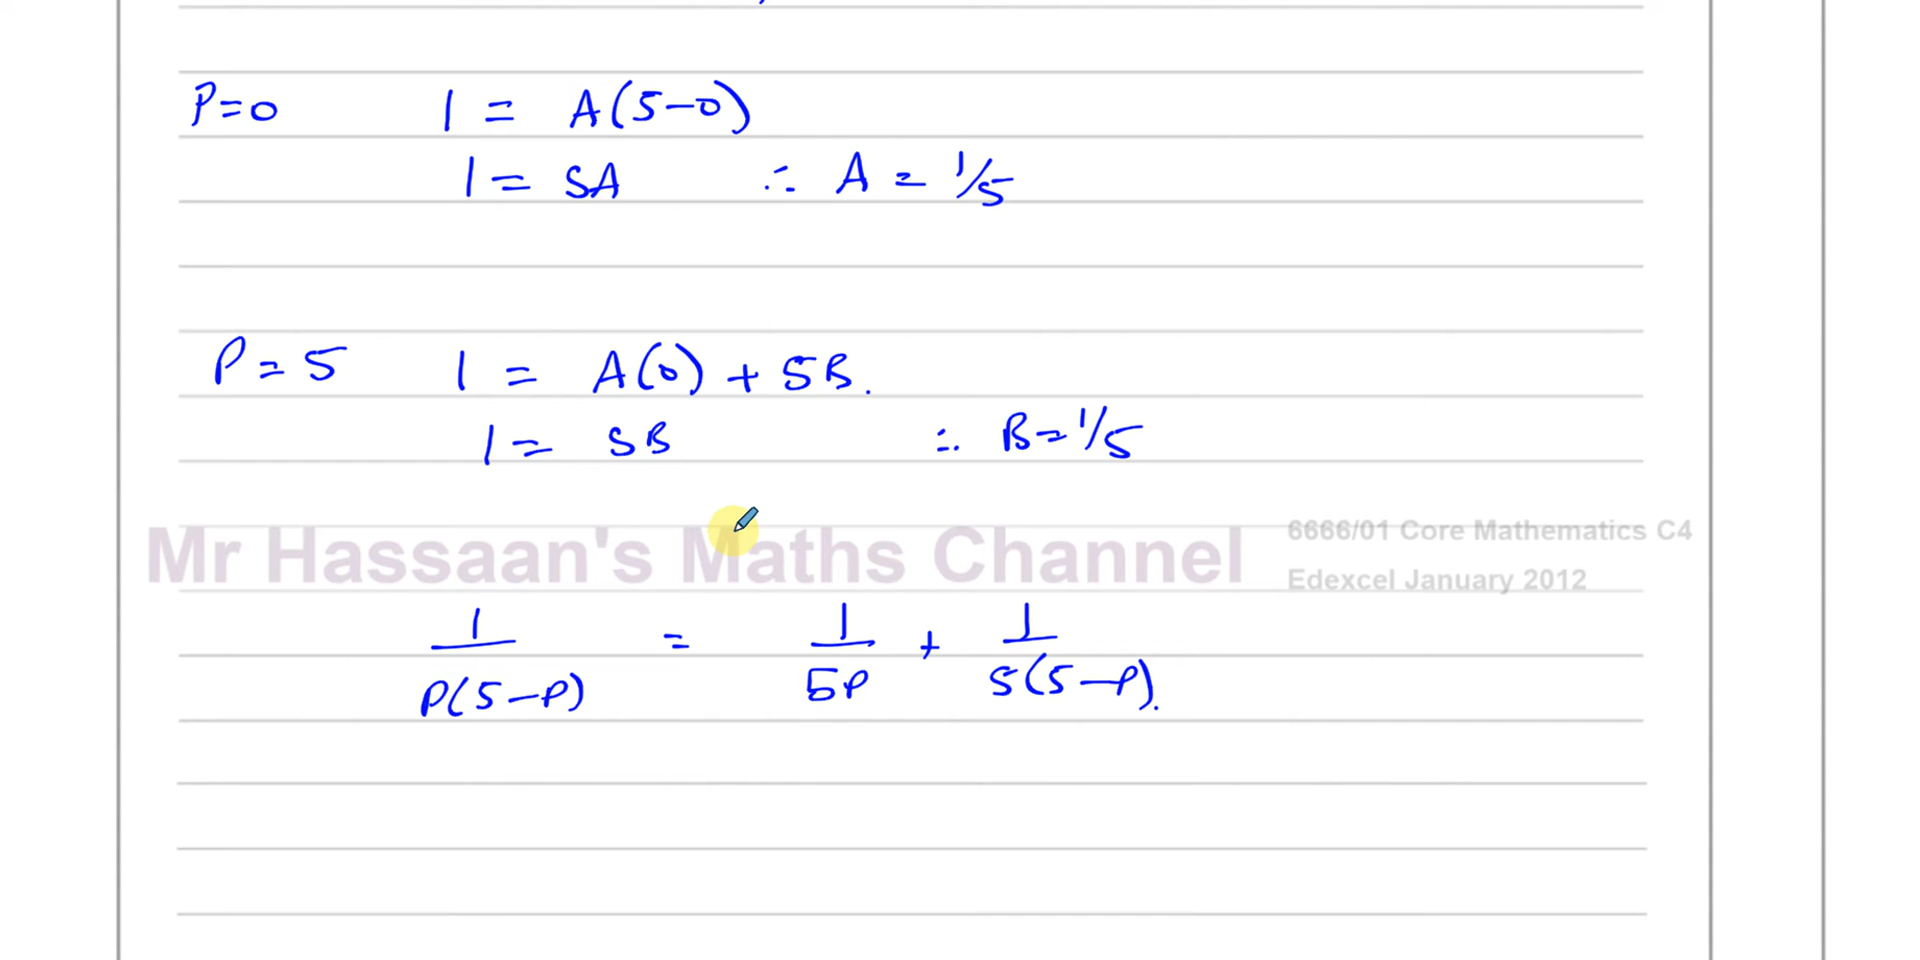 P=0 1 = A(5-0)
1 = 5A ∴ A = 1/5
P=5 1 = A(0) + 5B.
1 = 5B ∴ B=1/5
Mr Hassaan's Maths Channel
6666/01 Core Mathematics C4
Edexcel January 2012
1/P(5-P) = 1/5P + 1/5(5-P).